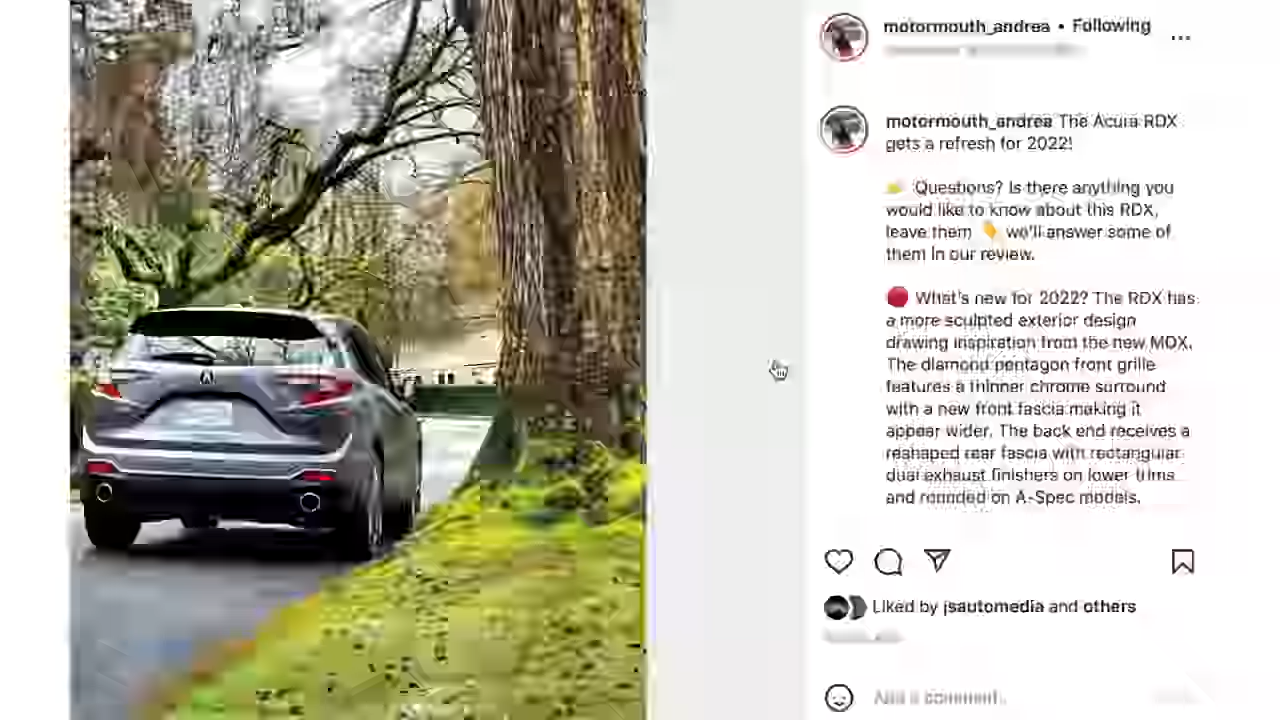 motormouth_andrea • Following
motormouth_andrea The Acura RDX
gets a refresh for 2022!
Questions? Is there anything you
would like to know about this RDX,
leave them 👇 we'll answer some of
them in our review.
🔴 What's new for 2022? The RDX has
a more sculpted exterior design
drawing inspiration from the new MDX.
The diamond pentagon front grille
features a thinner chrome surround
with a new front fascia making it
appear wider. The back end receives a
reshaped rear fascia with rectangular
dual exhaust finishers on lower trims
and rounded on A-Spec models.
Liked by jsautomedia and others
Add a comment...